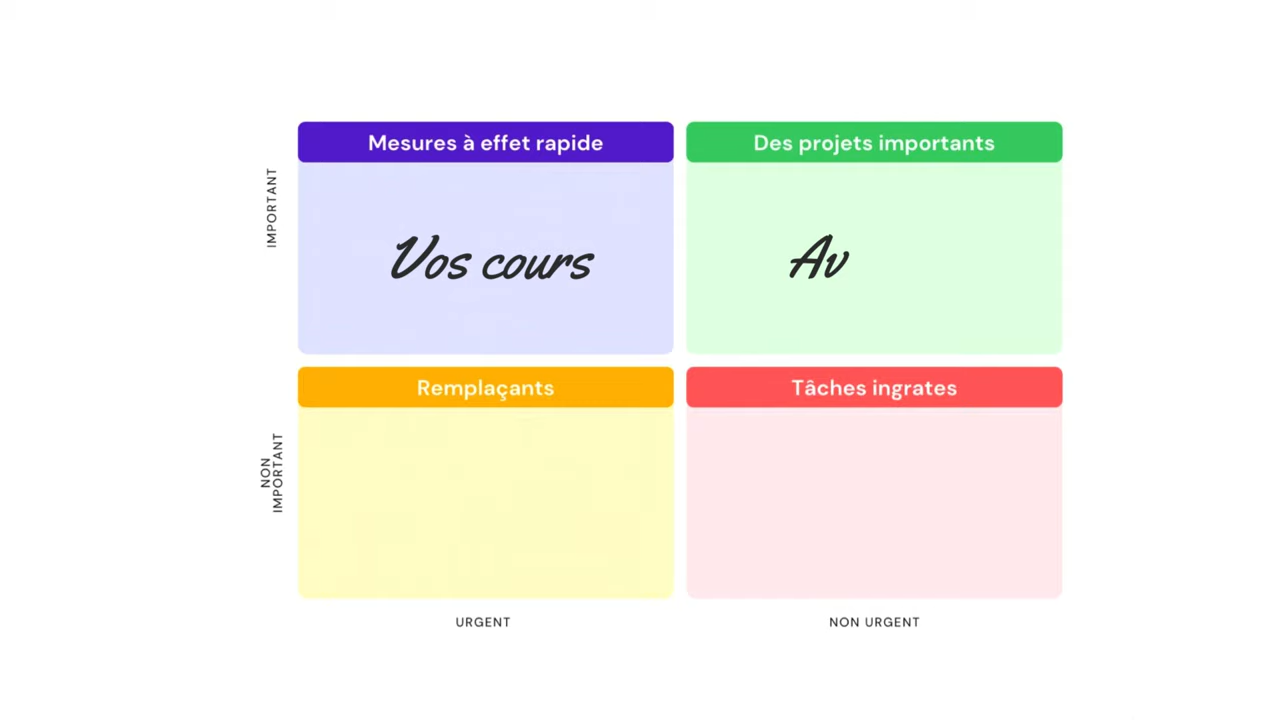 Mesures à effet rapide
Des projets importants
IMPORTANT
Vos cours
Av
Remplaçants
Tâches ingrates
NON
IMPORTANT
URGENT
NON URGENT